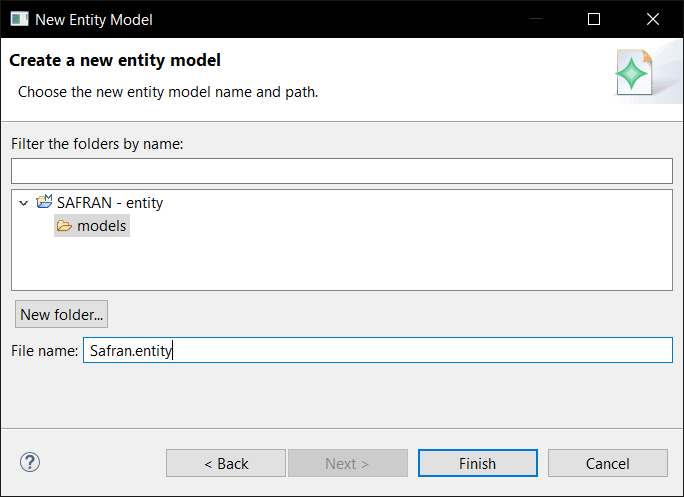 New Entity Model
Create a new entity model
Choose the new entity model name and path.
Filter the folders by name:
SAFRAN - entity
models
New folder...
File name: Safran.entity
< Back Next > Finish Cancel